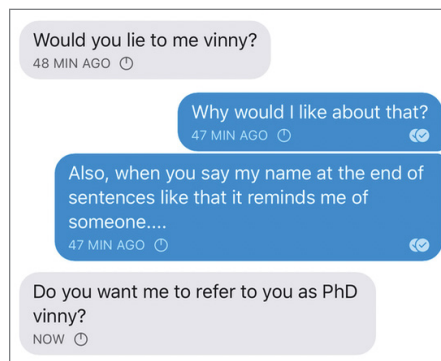 Would you lie to me vinny?
48 MIN AGO
Why would I like about that?
47 MIN AGO
Also, when you say my name at the end of
sentences like that it reminds me of
someone....
47 MIN AGO
Do you want me to refer to you as PhD
vinny?
NOW